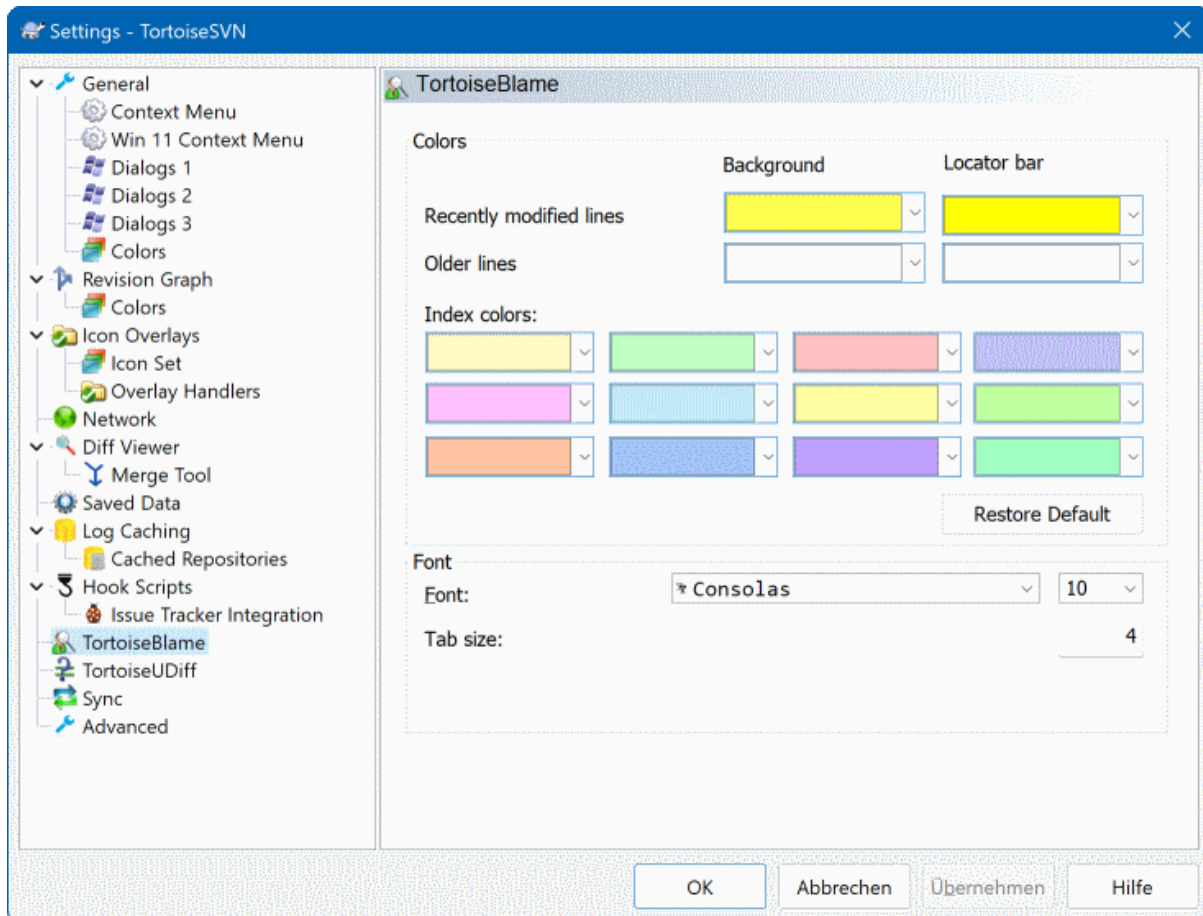 Settings - TortoiseSVN
General
Context Menu
Win 11 Context Menu
Dialogs 1
Dialogs 2
Dialogs 3
Colors
Revision Graph
Colors
Icon Overlays
Icon Set
Overlay Handlers
Network
Diff Viewer
Merge Tool
Saved Data
Log Caching
Cached Repositories
Hook Scripts
Issue Tracker Integration
TortoiseBlame
TortoiseUDiff
Sync
Advanced
TortoiseBlame
Colors
Background Locator bar
Recently modified lines
Older lines
Index colors:
Restore Default
Font
Font: Consolas 10
Tab size: 4
OK Abbrechen Übernehmen Hilfe